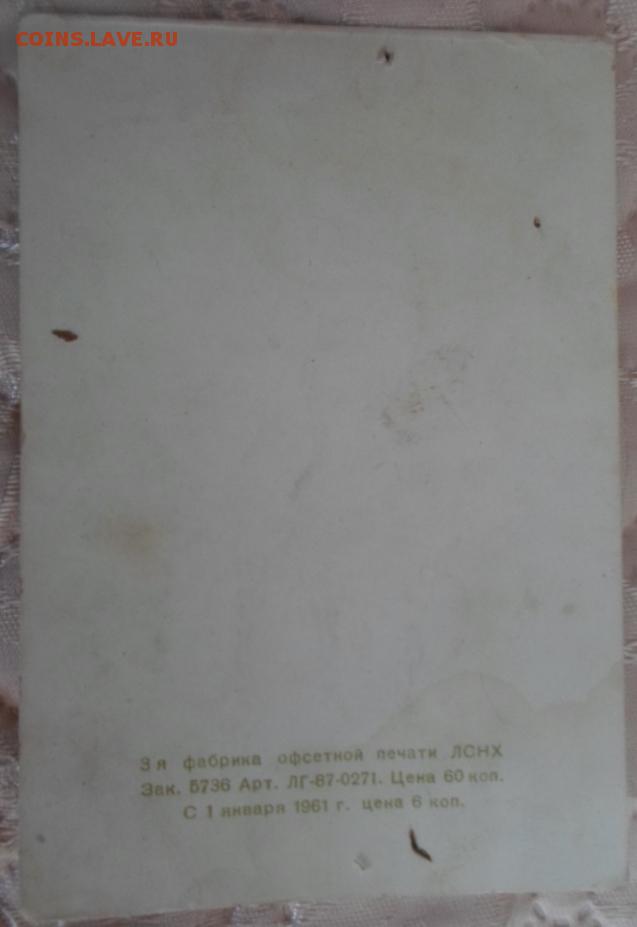 COINS.LAVE.RU
3я фабрика офсетной печати ЛСНХ
Зак. 5736 Арт. ЛГ-87-0271. Цена 60 коп.
С 1 января 1961 г. цена 6 коп.